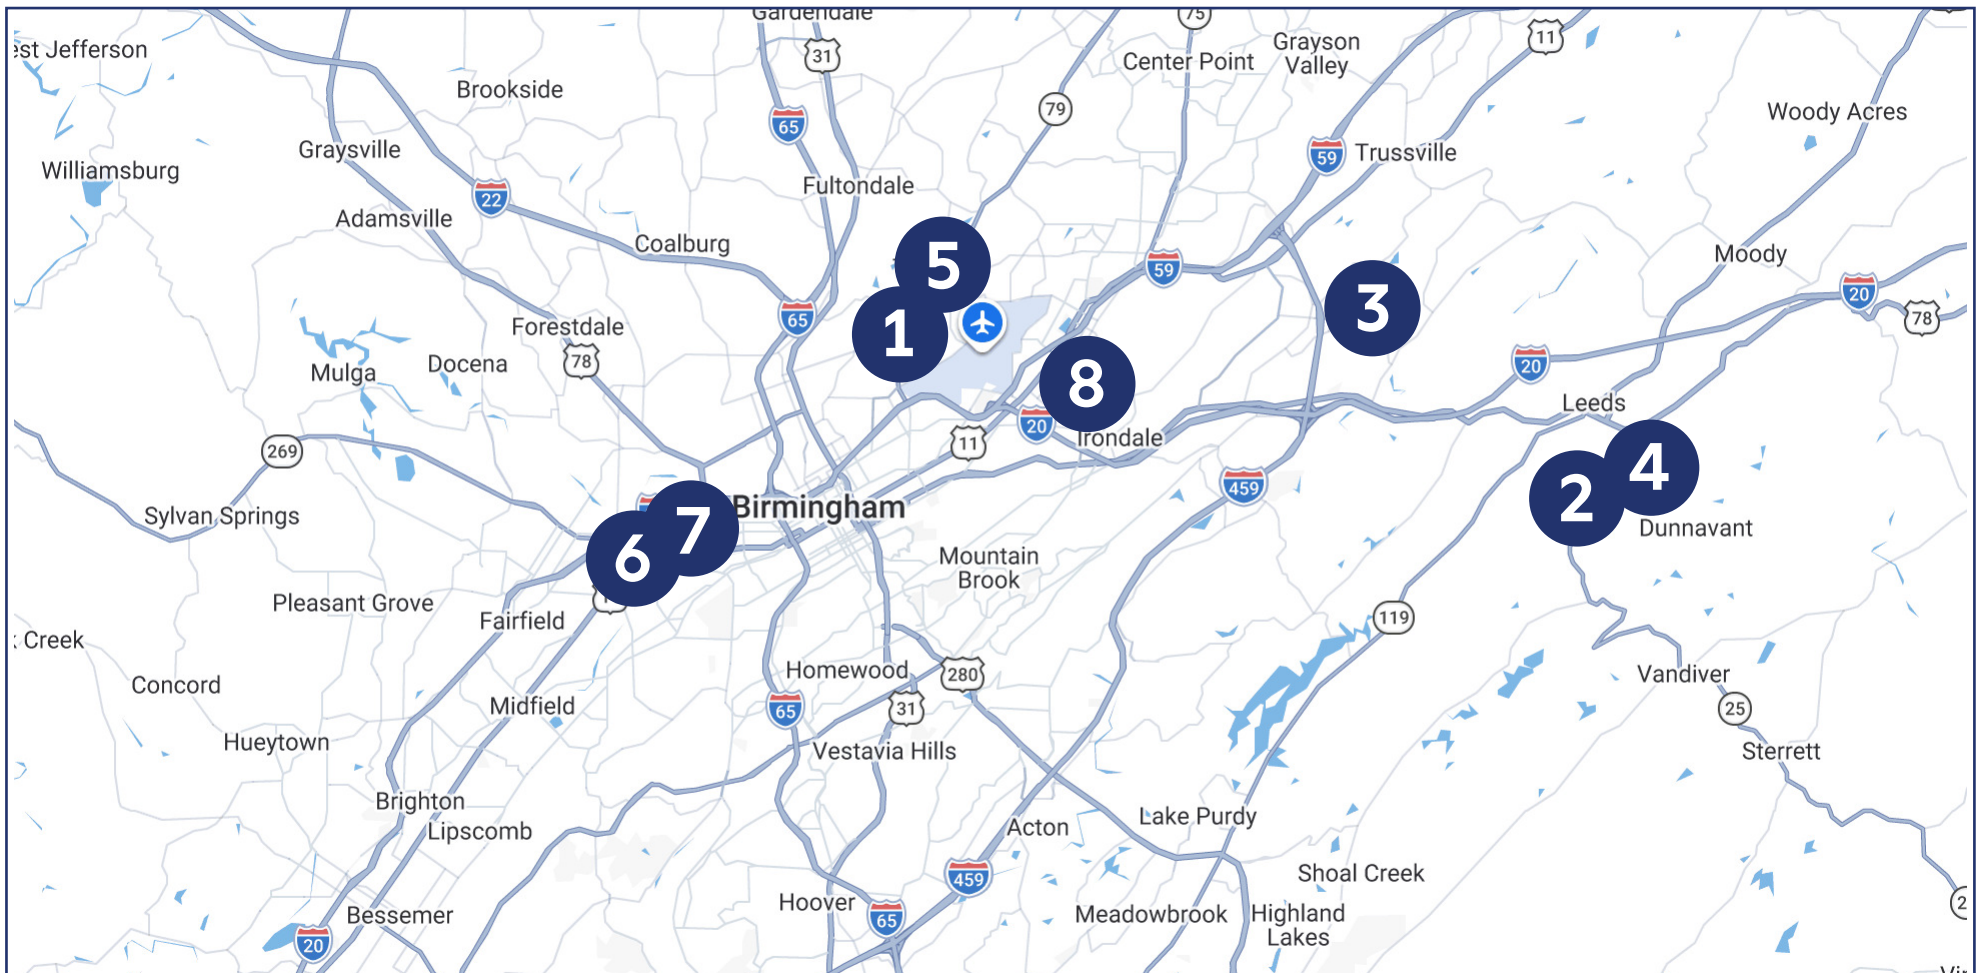 Gardendale
75
11
31
est Jefferson
Grayson
Valley
Center Point
Brookside
79
Woody Acres
65
Graysville
59
Trussville
Williamsburg
22
Fultondale
Adamsville
Coalburg
5
59
Moody
20
3
65
1
78
Forestdale
78
Docena
Mulga
20
8
Leeds
20
11
Irondale
269
4
459
2
Birmingham
Sylvan Springs
7
Dunnavant
6
Mountain
Brook
Pleasant Grove
Fairfield
119
Creek
Homewood
280
Vandiver
Concord
Midfield
65
31
25
Hueytown
Vestavia Hills
Sterrett
Brighton
Lipscomb
Acton
Lake Purdy
Shoal Creek
459
Hoover
65
Bessemer
Meadowbrook
Highland
Lakes
20
2